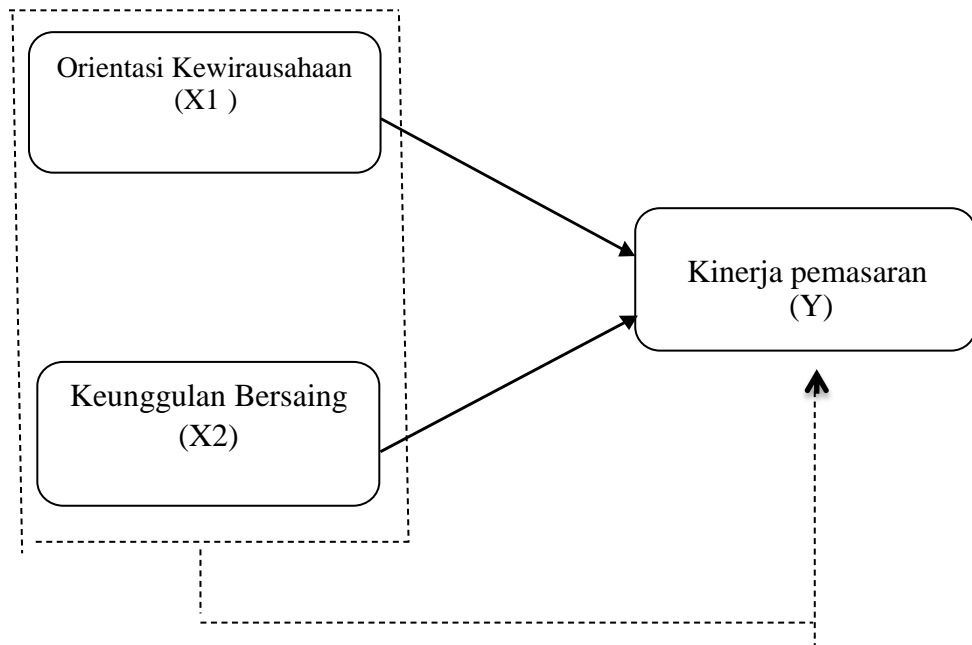 Orientasi Kewirausahaan
(X1 )
Kinerja pemasaran
(Y)
Keunggulan Bersaing
(X2)